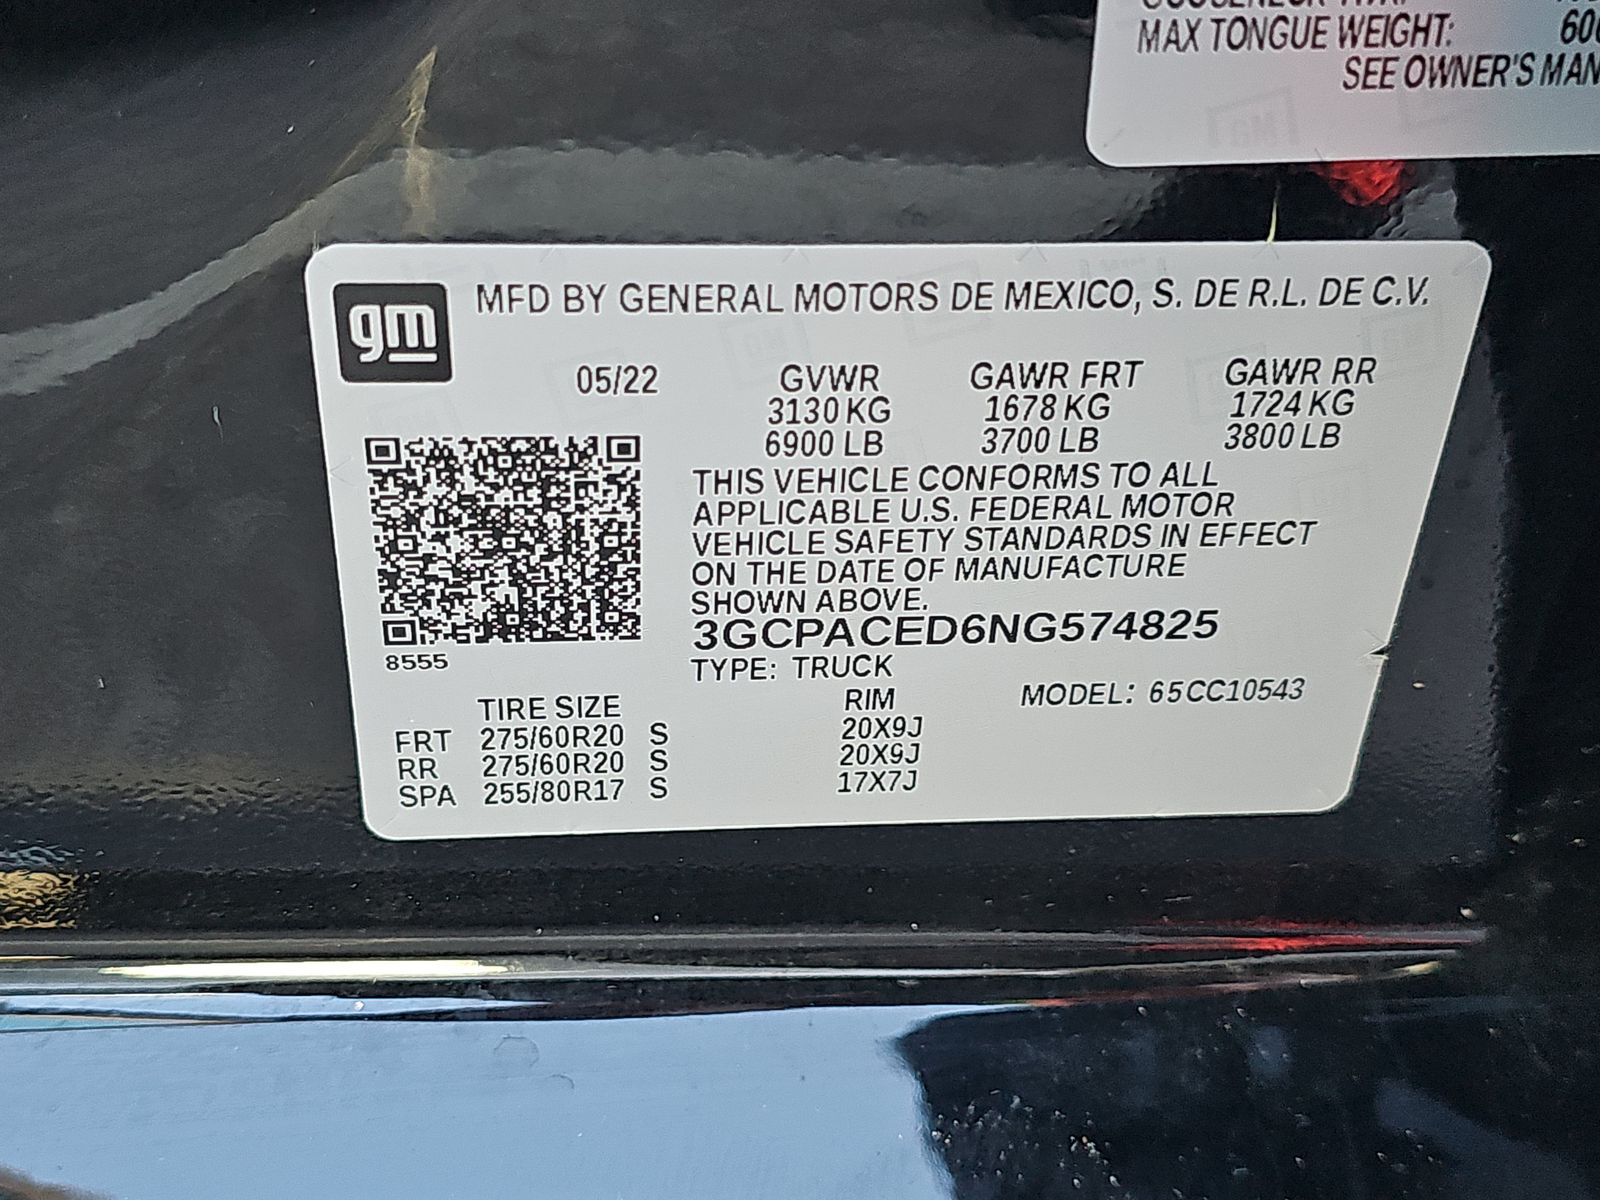 MAX TONGUE WEIGHT:
SEE OWNER'S
gm
MFD BY GENERAL MOTORS DE MEXICO, S. DE R.L. DE C.V.
05/22 GVWR GAWR FRT GAWR RR
3130 KG 1678 KG 1724 KG
6900 LB 3700 LB 3800 LB
THIS VEHICLE CONFORMS TO ALL
APPLICABLE U.S. FEDERAL MOTOR
VEHICLE SAFETY STANDARDS IN EFFECT
ON THE DATE OF MANUFACTURE
SHOWN ABOVE.
3GCPACED6NG574825
8555
TYPE: TRUCK
TIRE SIZE RIM MODEL: 65CC10543
FRT 275/60R20 S 20X9J
RR 275/60R20 S 20X9J
SPA 255/80R17 S 17X7J